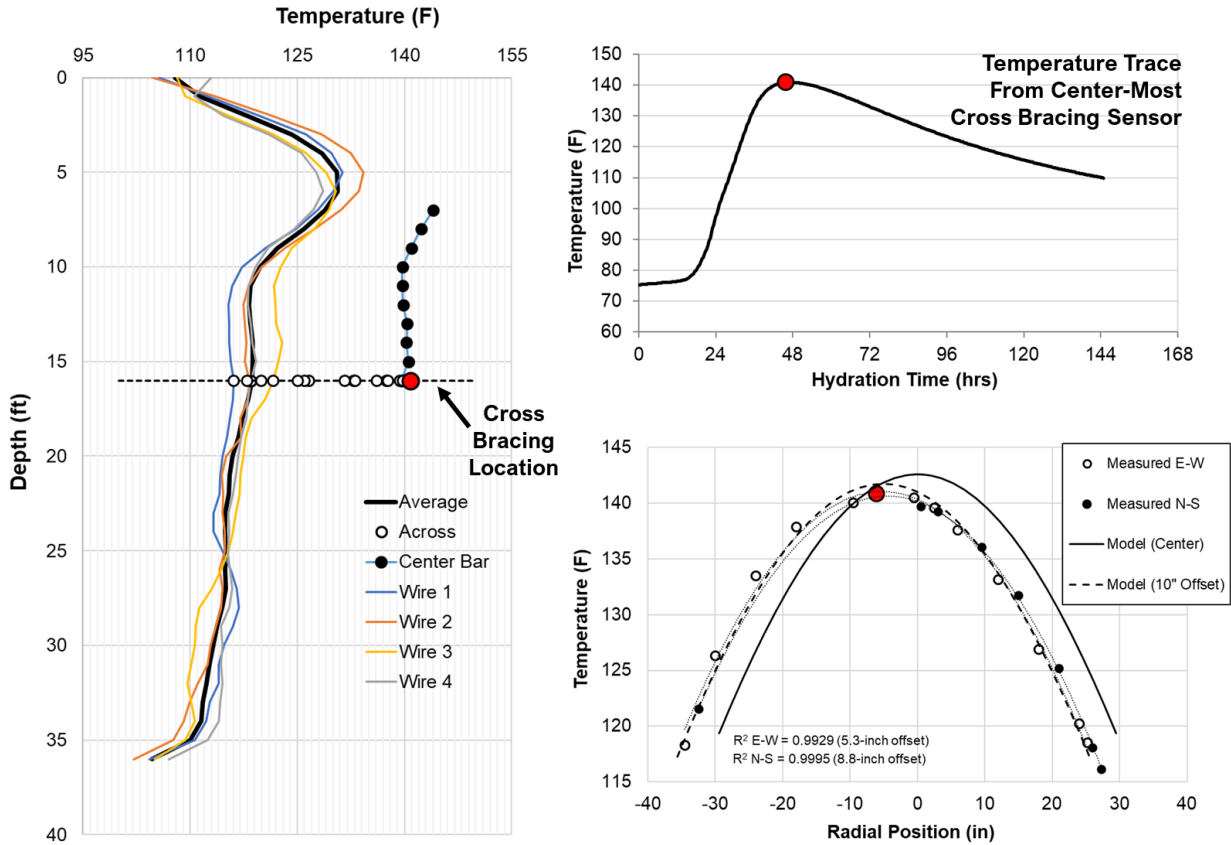 Temperature (F)
95 110 125 140 155
0
5
10
15
20
25
30
35
40
Depth (ft)
Cross
Bracing
Location
Average
Across
Center Bar
Wire 1
Wire 2
Wire 3
Wire 4
Temperature Trace
From Center-Most
Cross Bracing Sensor
150
140
130
120
110
100
90
80
70
60
Temperature (F)
0 24 48 72 96 120 144 168
Hydration Time (hrs)
145
140
135
130
125
120
115
Temperature (F)
Measured E-W
Measured N-S
Model (Center)
Model (10" Offset)
R² E-W = 0.9929 (5.3-inch offset)
R² N-S = 0.9995 (8.8-inch offset)
-40 -30 -20 -10 0 10 20 30 40
Radial Position (in)